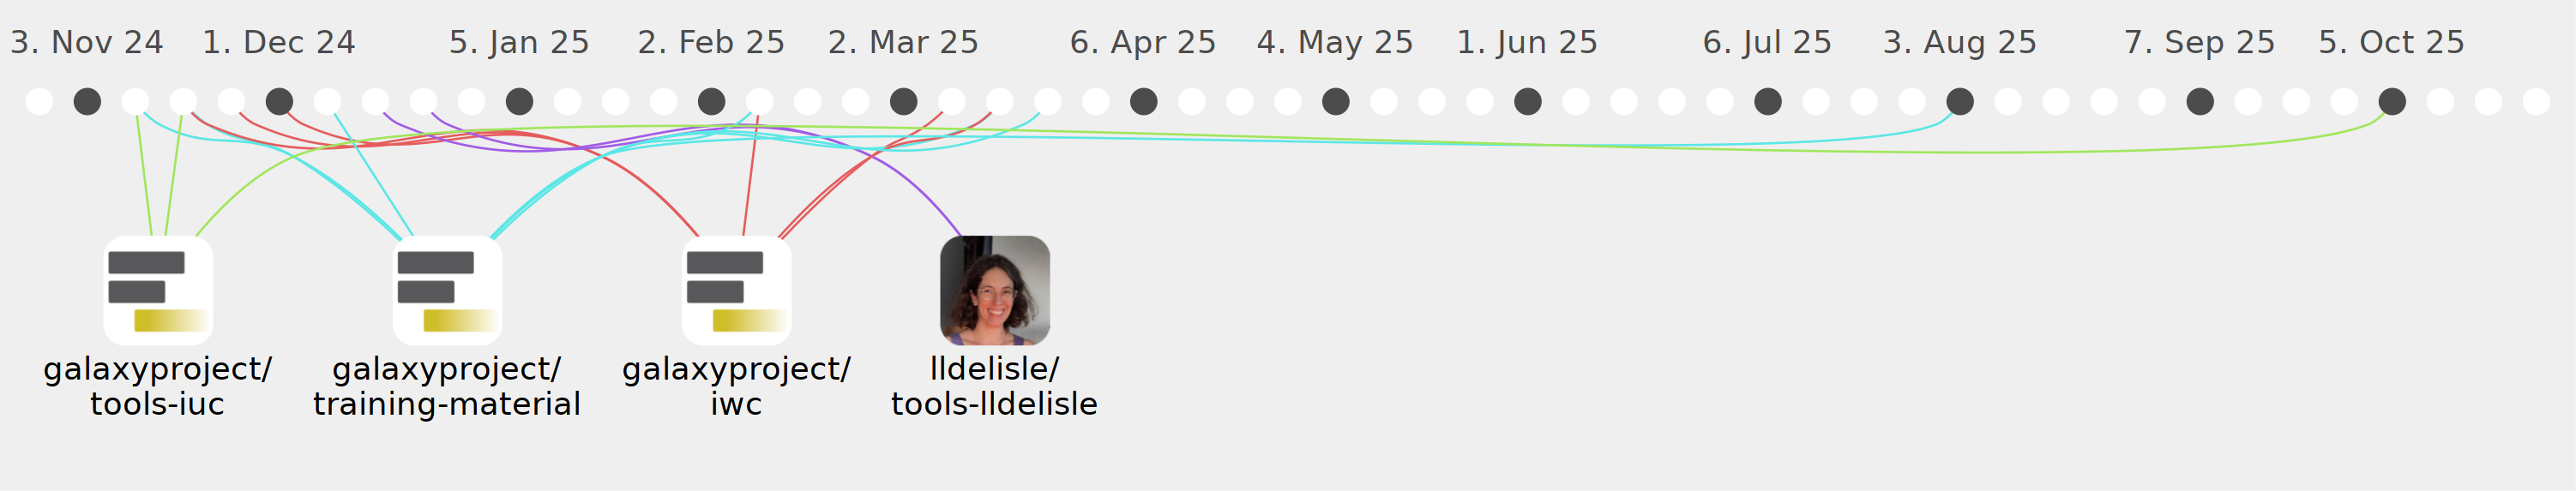 3. Nov 24 1. Dec 24 5. Jan 25 2. Feb 25 2. Mar 25 6. Apr 25 4. May 25 1. Jun 25 6. Jul 25 3. Aug 25 7. Sep 25 5. Oct 25
galaxyproject/ galaxyproject/ galaxyproject/ lldelisle/
tools-iuc training-material iwc tools-lldelisle